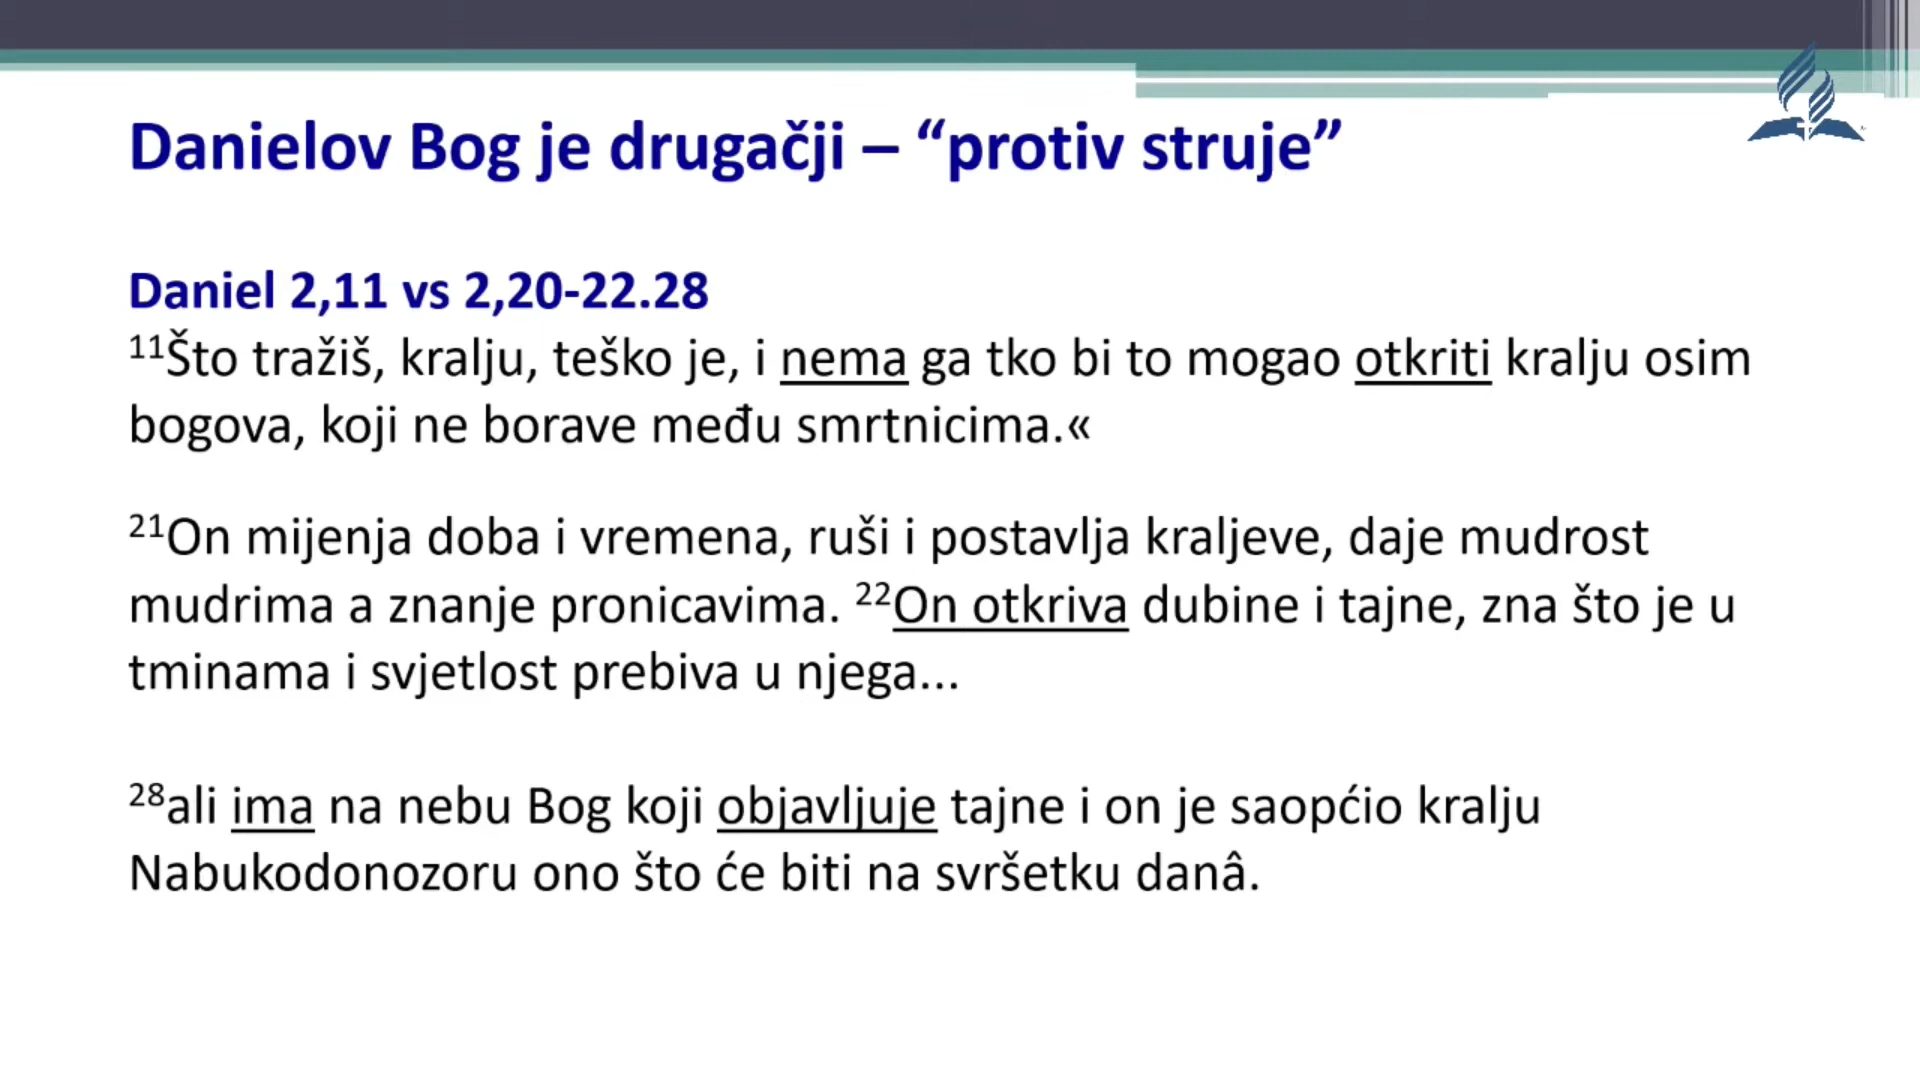 Danielov Bog je drugačji – “protiv struje”
Daniel 2,11 vs 2,20-22.28
¹¹Što tražiš, kralju, teško je, i nema ga tko bi to mogao otkriti kralju osim
bogova, koji ne borave među smrtnicima.«
²¹On mijenja doba i vremena, ruši i postavlja kraljeve, daje mudrost
mudrima a znanje pronicavima. ²²On otkriva dubine i tajne, zna što je u
tminama i svjetlost prebiva u njega...
²⁸ali ima na nebu Bog koji objavljuje tajne i on je saopćio kralju
Nabukodonozoru ono što će biti na svršetku danâ.